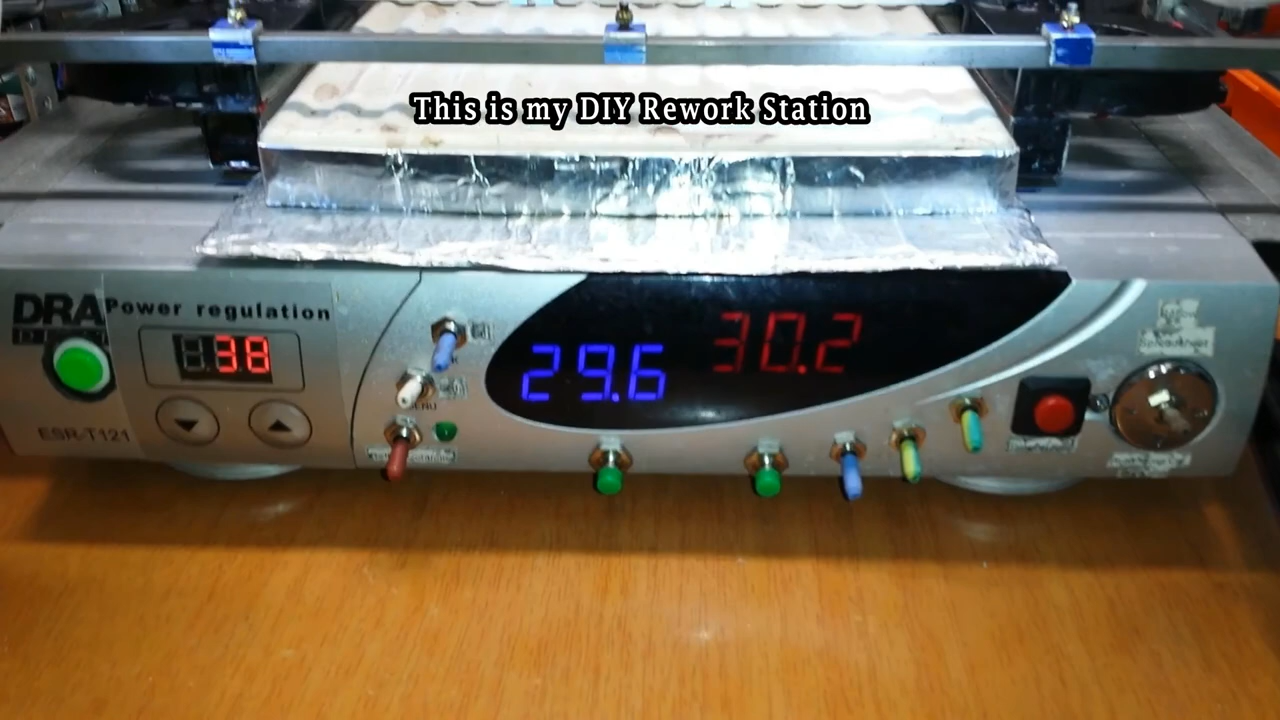 This is my DIY Rework Station
DRA
Power regulation
38
29.6
30.2
ESR-T121